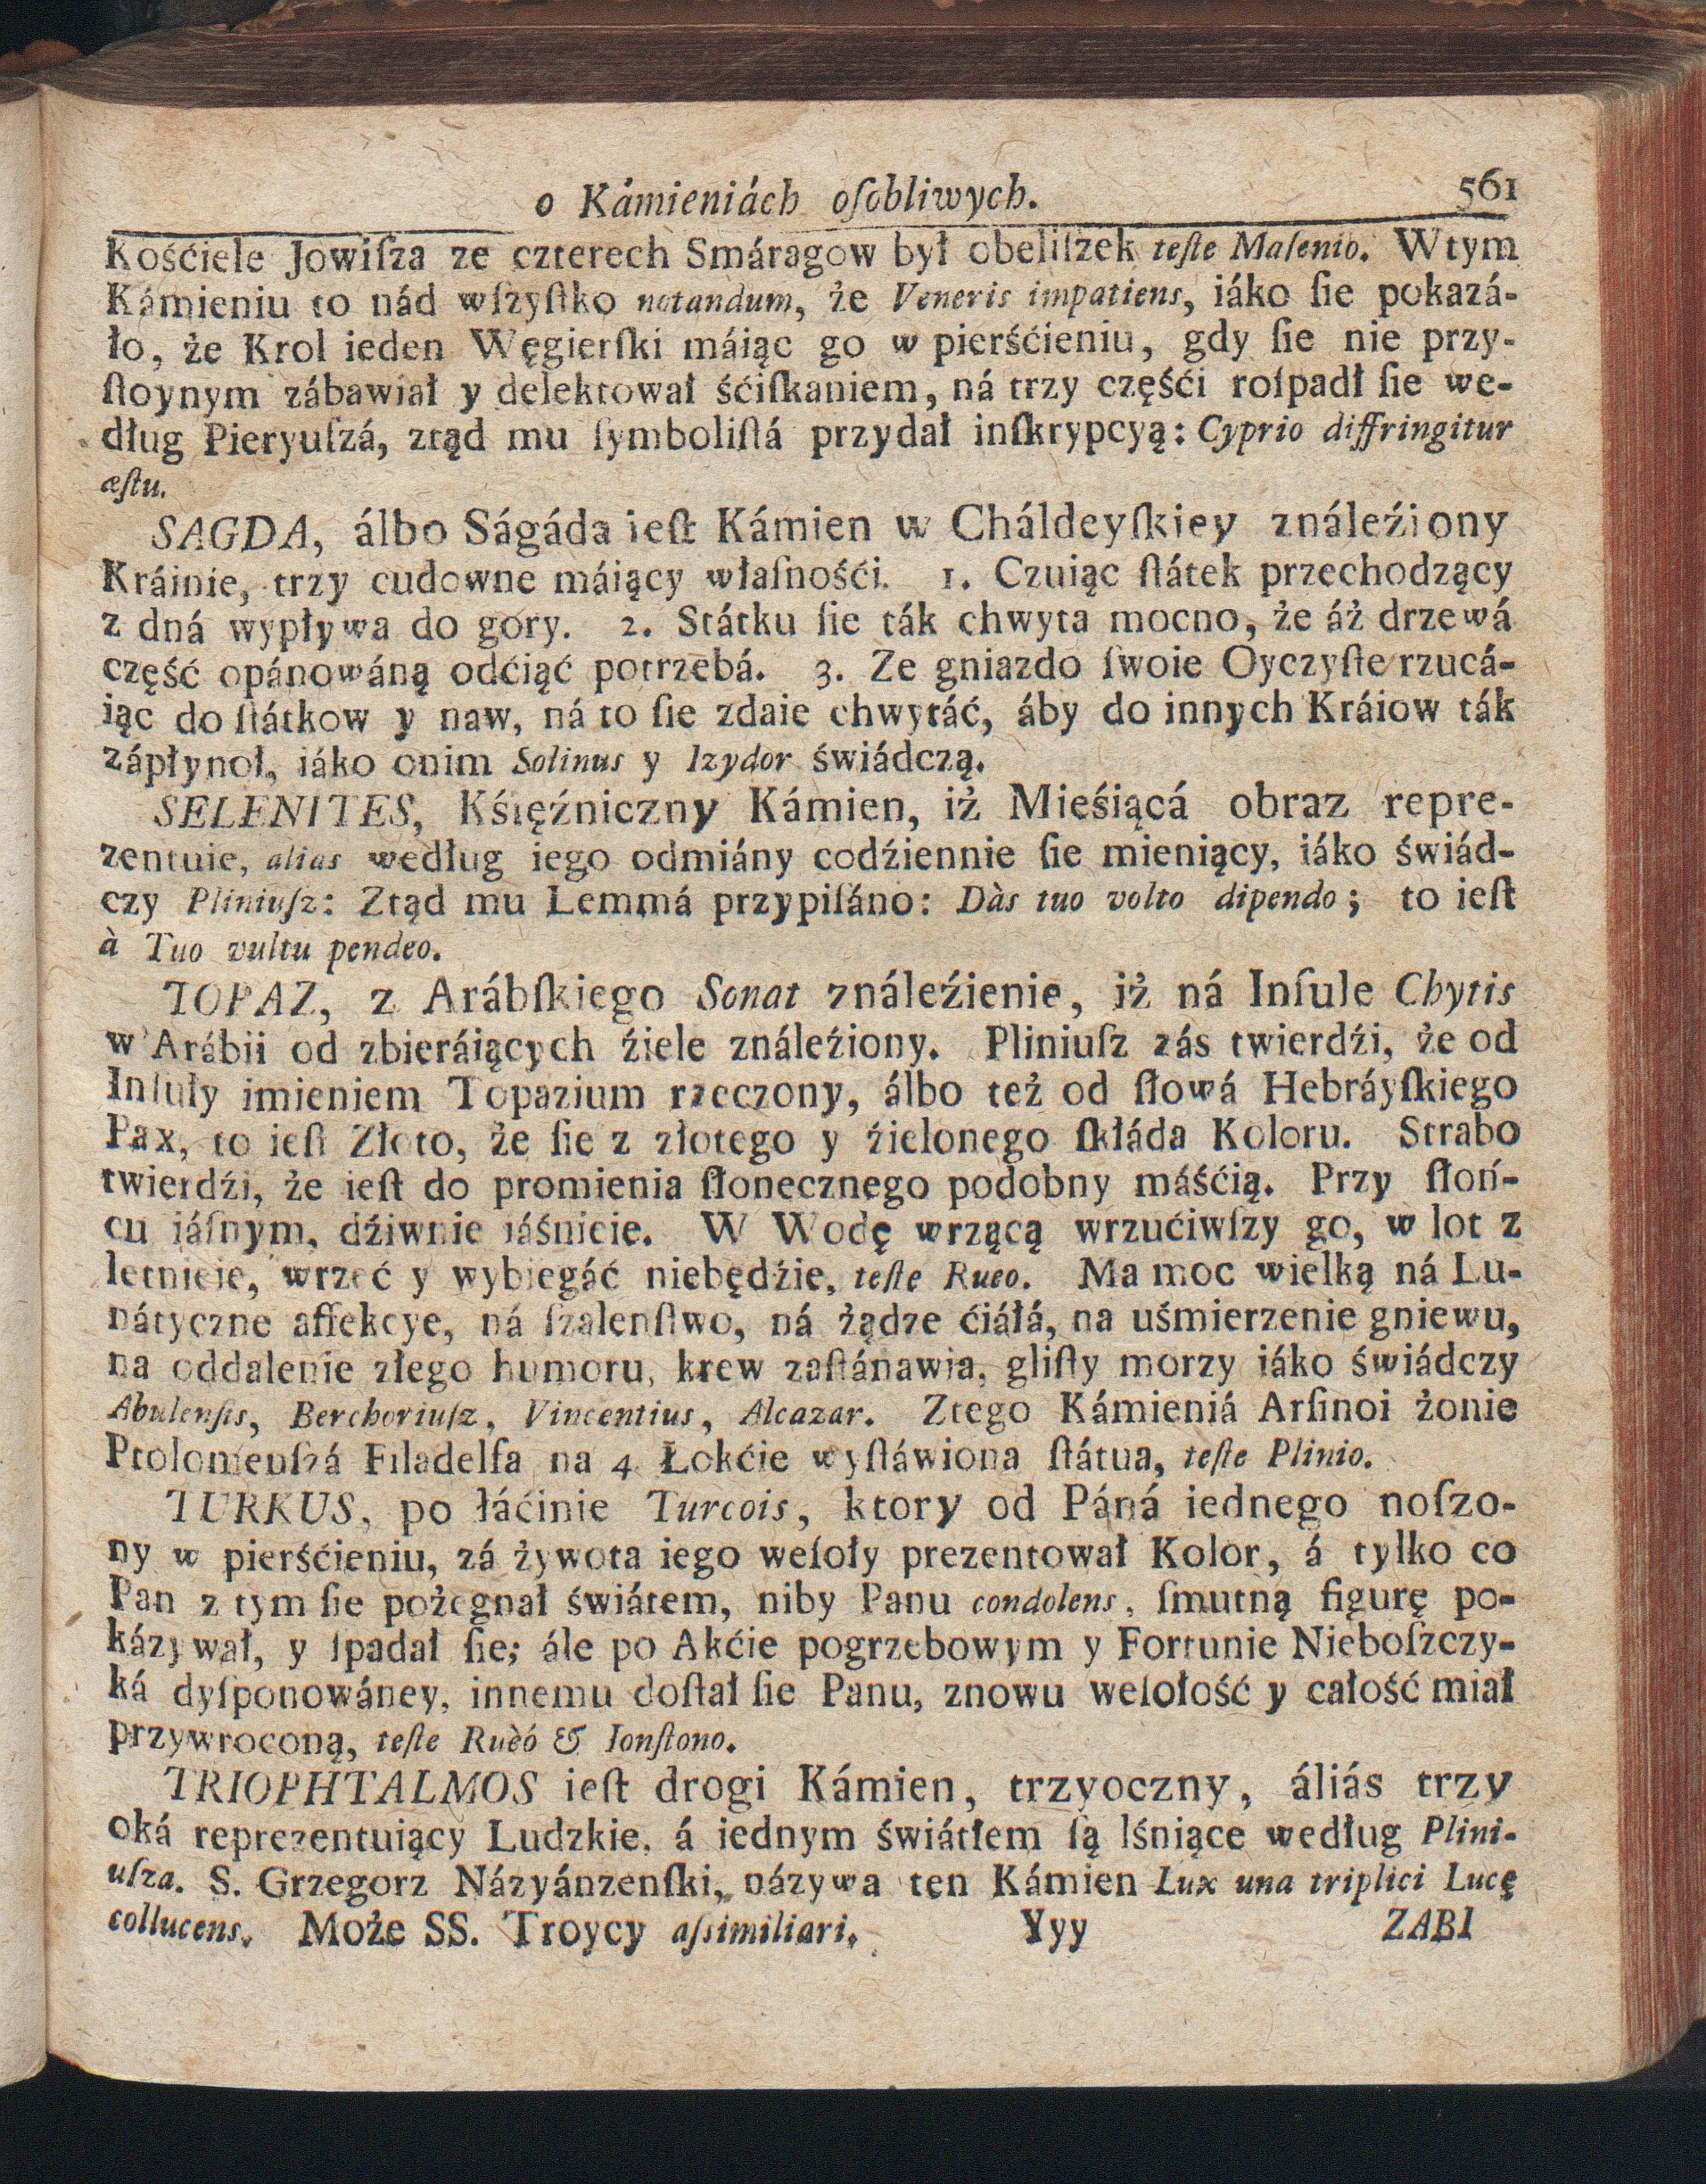 o Kámieniách oſobliwych. 561
Kośćiele Jowiſza ze czterech Smáragow był obeliſzek teſte Maſenio. Wtym
Kámieniu to nád wſzyſtko notandum, że Veneris impatiens, iáko ſie pokazá-
ło, że Krol ieden Węgierſki máiąc go w pierśćieniu, gdy ſie nie przy-
ſtoynym zábawiał y delektował śćiſkaniem, ná trzy częśći roſpadł ſie we-
dług Pieryuſzá, ztąd mu ſymboliſtá przydał inſkrypcyą: Cyprio diffringitur
æſtu.
SAGDA, álbo Ságáda ieſt Kámien w Cháldeyſkiey ználeźiony
Kráinie, trzy cudowne máiący właſnośći. 1. Czuiąc ſtátek przechodzący
z dná wypływa do gory. 2. Státku ſie ták chwyta mocno, że áż drzewá
część opánowáną odćiąć potrzebá. 3. Ze gniazdo ſwoie Oyczyſte rzucá-
iąc do ſtátkow y naw, ná to ſie zdaie chwytáć, áby do innych Kráiow ták
zápłynoł, iáko onim Solinus y Izydor świádczą.
SELENITES, Kśięźniczny Kámien, iż Mieśiącá obraz repre-
zentuie, alias według iego odmiány codźiennie ſie mieniący, iáko świád-
czy Pliniuſz: Ztąd mu Lemmá przypiſáno: Dàs tuo volto dipendo; to ieſt
à Tuo vultu pendeo.
TOPAZ, z Arábſkiego Sonat ználeźienie, iż ná Inſule Chytis
w Arábii od zbieráiących źiele ználeźiony. Pliniuſz zás twierdźi, że od
Inſuły imieniem Topazium rzeczony, álbo też od ſłowá Hebráyſkiego
Pax, to ieſt Złoto, że ſie z złotego y źielonego ſkłáda Koloru. Strabo
twierdźi, że ieſt do promienia ſłonecznego podobny máśćią. Przy ſłoń-
cu iáſnym, dźiwnie iáśnieie. W Wodę wrzącą wrzućiwſzy go, w lot z
letnieie, wrzeć y wybiegáć niebędźie, teſte Rueo. Ma moc wielką ná Lu-
nátyczne affekcye, ná ſzalenſtwo, ná żądze ćiáłá, na uśmierzenie gniewu,
na oddalenie złego humoru, krew zaſtánawia, gliſty morzy iáko świádczy
Abulenſis, Berchoriuſz, Vincentius, Alcazar. Ztego Kámieniá Arſinoi żonie
Ptolomeuſzá Filadelfa na 4 Łokćie wyſtáwiona ſtátua, teſte Plinio.
TURKUS, po łáćinie Turcois, ktory od Páná iednego noſzo-
ny w pierśćieniu, zá żywota iego weſoły prezentował Kolor, á tylko co
Pan z tym ſie pożegnał świátem, niby Panu condolens, ſmutną figurę po-
kázywał, y ſpadał ſie; ále po Akćie pogrzebowym y Fortunie Nieboſzczy-
ká dyſponowáney, innemu doſtał ſie Panu, znowu weſołość y całość miał
przywroconą, teſte Ruèó & Ionſtono.
TRIOPHTALMOS ieſt drogi Kámien, trzyoczny, áliás trzy
oká reprezentuiący Ludzkie, á iednym świátłem ſą lśniące według Plini-
uſza. S. Grzegorz Názyánzenſki, názywa ten Kámien Lux una triplici Lucę
collucens. Może SS. Troycy aſsimiliari. Yyy ZABI